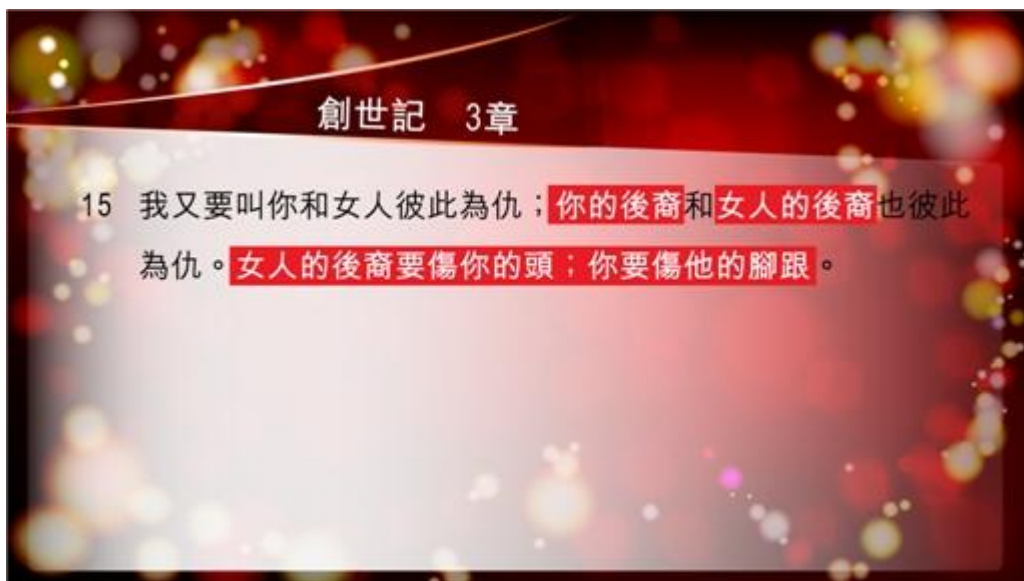 創世記 3章
15 我又要叫你和女人彼此為仇；你的後裔和女人的後裔也彼此
為仇。女人的後裔要傷你的頭；你要傷他的腳跟。